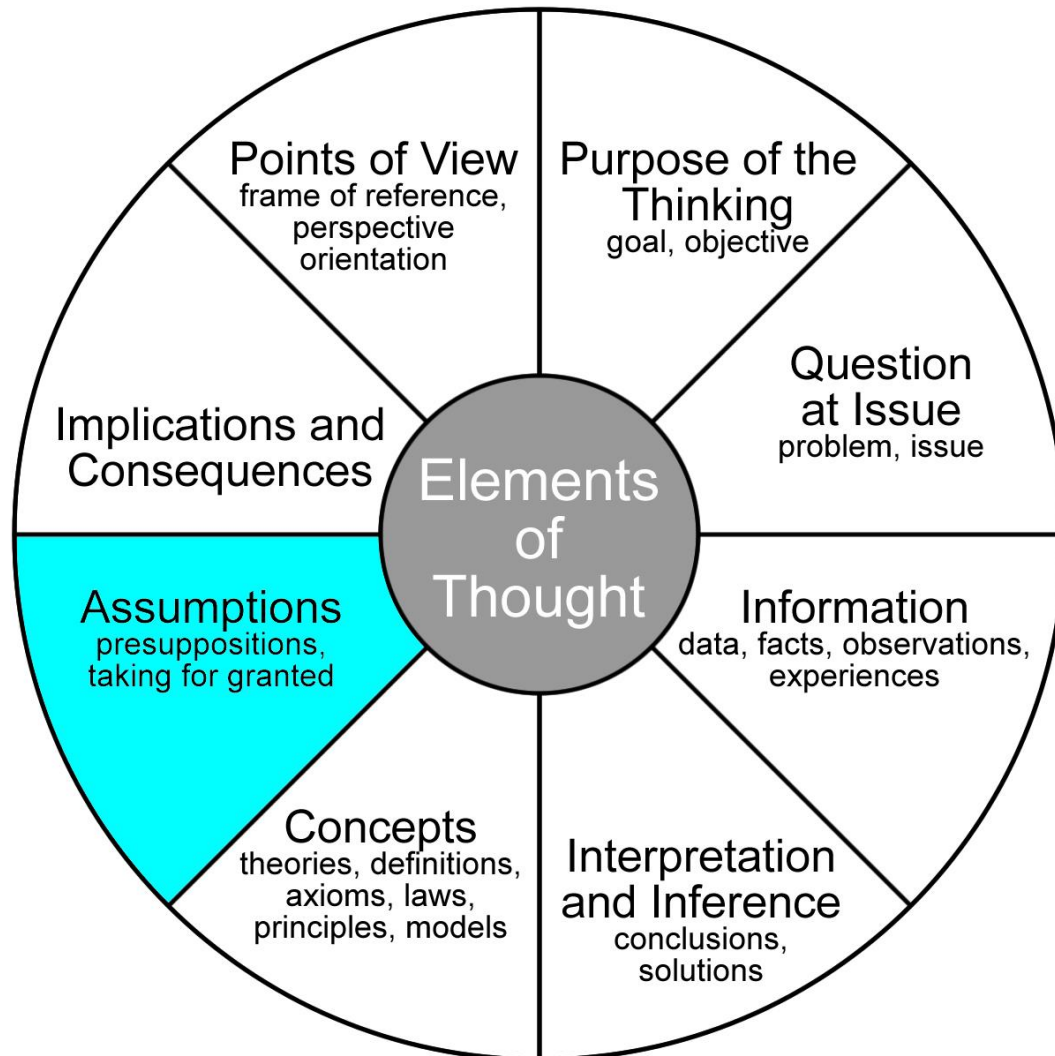 Points of View
frame of reference,
perspective
orientation
Purpose of the
Thinking
goal, objective
Question
at Issue
problem, issue
Information
data, facts, observations,
experiences
Interpretation
and Inference
conclusions,
solutions
Concepts
theories, definitions,
axioms, laws,
principles, models
Assumptions
presuppositions,
taking for granted
Implications and
Consequences
Elements
of
Thought